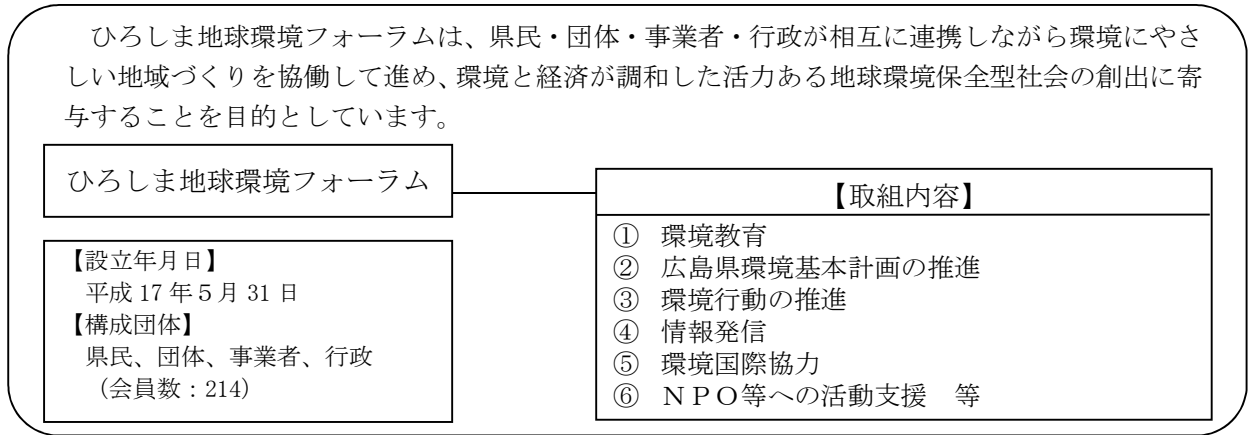 ひろしま地球環境フォーラムは、県民・団体・事業者・行政が相互に連携しながら環境にやさ
しい地域づくりを協働して進め、環境と経済が調和した活力ある地球環境保全型社会の創出に寄
与することを目的としています。
ひろしま地球環境フォーラム
【設立年月日】
平成 17 年５月 31 日
【構成団体】
県民、団体、事業者、行政
（会員数：214）
【取組内容】
① 環境教育
② 広島県環境基本計画の推進
③ 環境行動の推進
④ 情報発信
⑤ 環境国際協力
⑥ ＮＰＯ等への活動支援　等